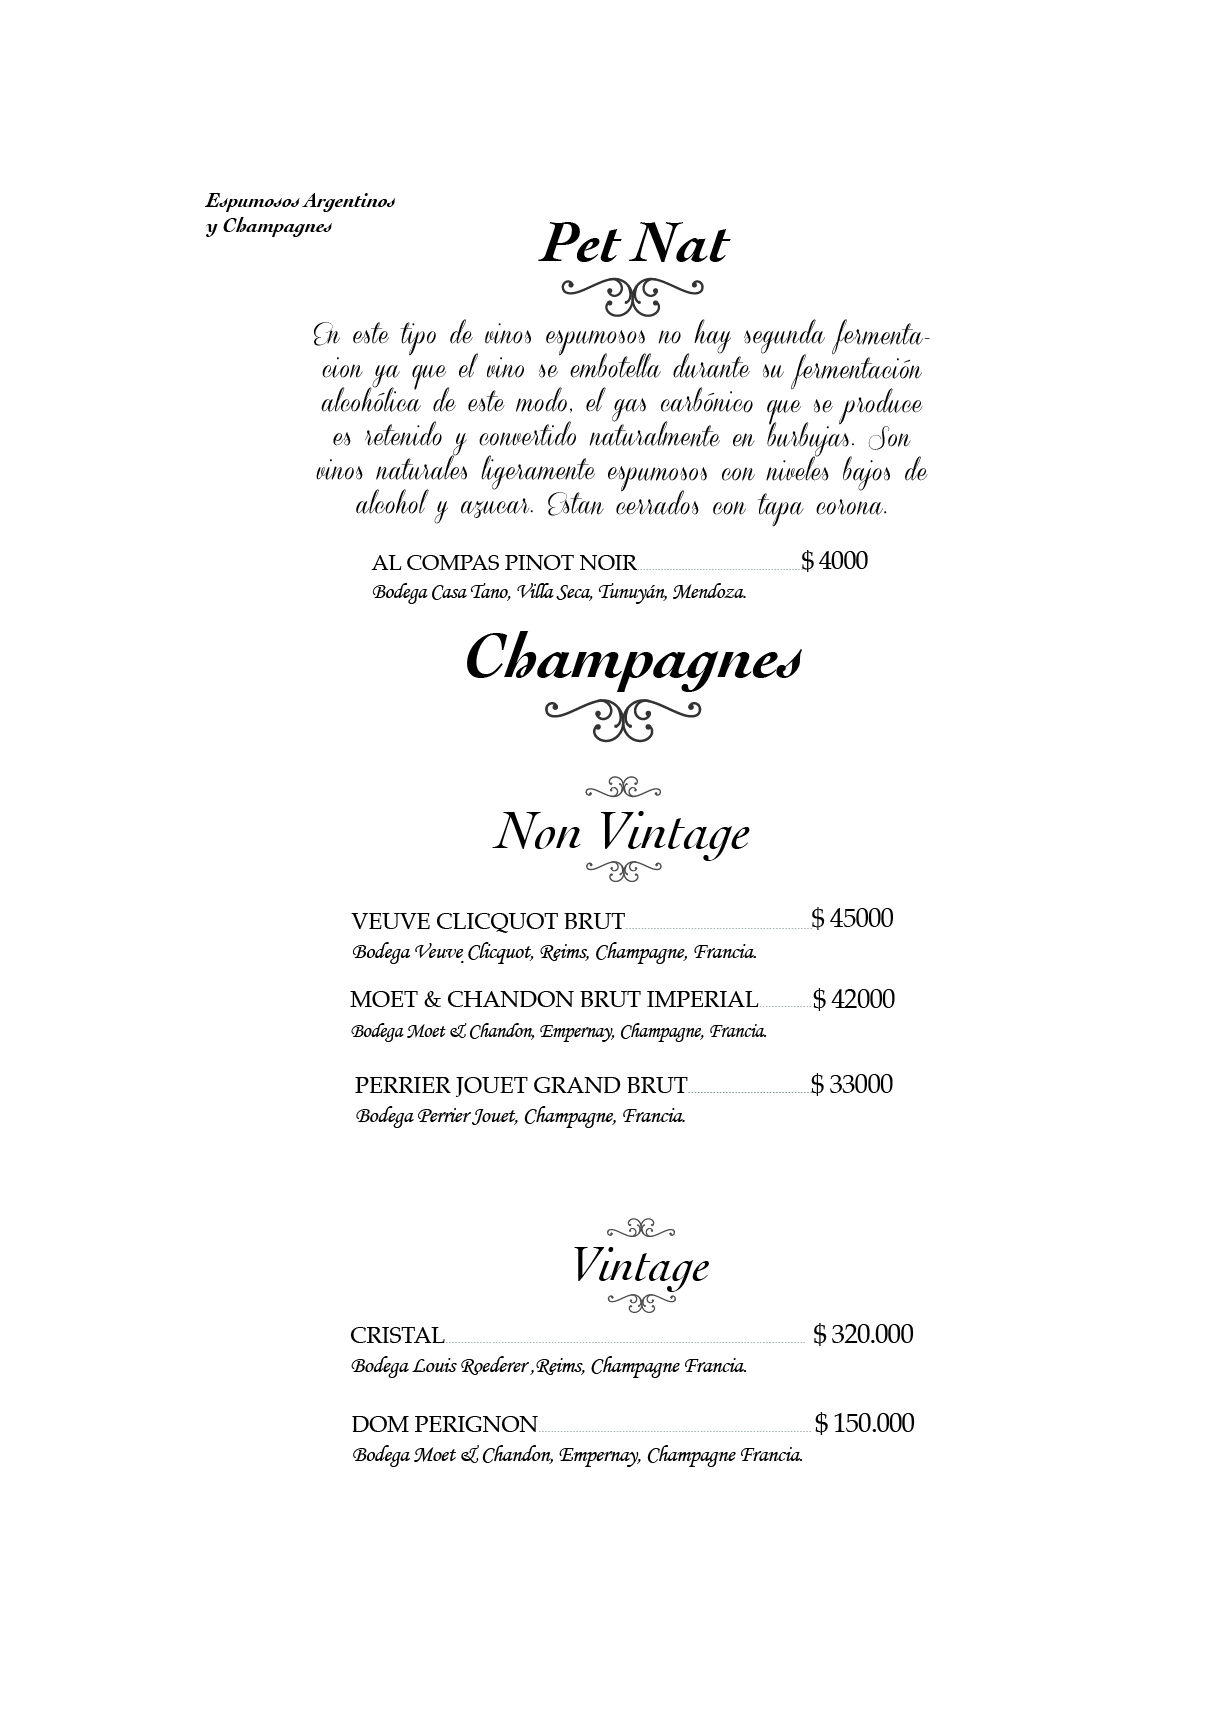 Espumosos Argentinos
y Champagnes
Pet Nat
En este tipo de vinos espumosos no hay segunda fermenta-
cion ya que el vino se embotella durante su fermentación
alcohólica de este modo, el gas carbónico que se produce
es retenido y convertido naturalmente en burbujas. Son
vinos naturales ligeramente espumosos con niveles bajos de
alcohol y azucar. Estan cerrados con tapa corona.
AL COMPAS PINOT NOIR $ 4000
Bodega Casa Tano, Villa Seca, Tunuyán, Mendoza.
Champagnes
Non Vintage
VEUVE CLICQUOT BRUT $ 45000
Bodega Veuve Clicquot, Reims, Champagne, Francia.
MOET & CHANDON BRUT IMPERIAL $ 42000
Bodega Moet & Chandon, Empernay, Champagne, Francia.
PERRIER JOUET GRAND BRUT $ 33000
Bodega Perrier Jouet, Champagne, Francia.
Vintage
CRISTAL $ 320.000
Bodega Louis Roederer ,Reims, Champagne Francia.
DOM PERIGNON $ 150.000
Bodega Moet & Chandon, Empernay, Champagne Francia.